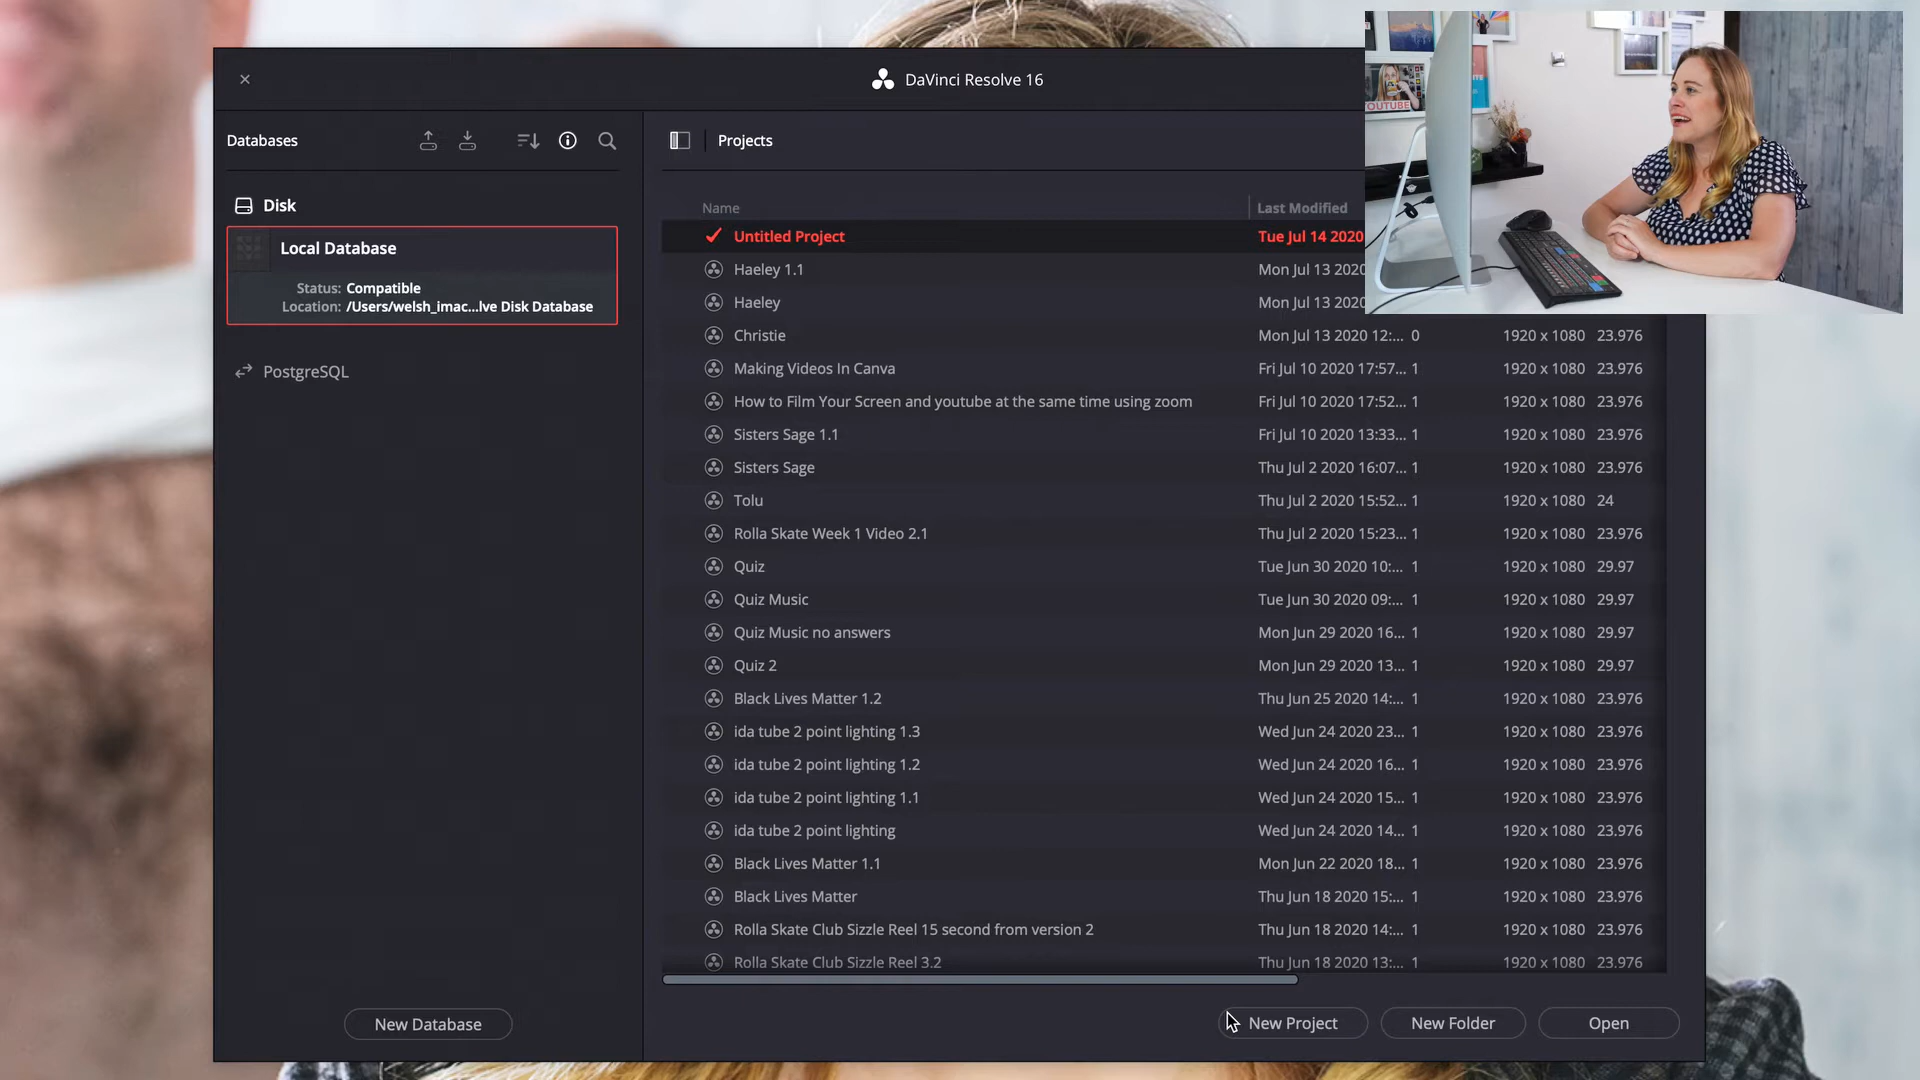 DaVinci Resolve 16
YOUTUBE
Databases
Projects
Disk
Local Database
Status: Compatible
Location: /Users/welsh_imac...lve Disk Database
PostgreSQL
New Database
Name Last Modified
Untitled Project Tue Jul 14 2020
Haeley 1.1 Mon Jul 13 2020
Haeley Mon Jul 13 2020
Christie Mon Jul 13 2020 12:... 0 1920 x 1080 23.976
Making Videos In Canva Fri Jul 10 2020 17:57... 1 1920 x 1080 23.976
How to Film Your Screen and youtube at the same time using zoom Fri Jul 10 2020 17:52... 1 1920 x 1080 23.976
Sisters Sage 1.1 Fri Jul 10 2020 13:33... 1 1920 x 1080 23.976
Sisters Sage Thu Jul 2 2020 16:07... 1 1920 x 1080 23.976
Tolu Thu Jul 2 2020 15:52... 1 1920 x 1080 24
Rolla Skate Week 1 Video 2.1 Thu Jul 2 2020 15:23... 1 1920 x 1080 23.976
Quiz Tue Jun 30 2020 10:... 1 1920 x 1080 29.97
Quiz Music Tue Jun 30 2020 09:... 1 1920 x 1080 29.97
Quiz Music no answers Mon Jun 29 2020 16... 1 1920 x 1080 29.97
Quiz 2 Mon Jun 29 2020 13... 1 1920 x 1080 29.97
Black Lives Matter 1.2 Thu Jun 25 2020 14:... 1 1920 x 1080 23.976
ida tube 2 point lighting 1.3 Wed Jun 24 2020 23... 1 1920 x 1080 23.976
ida tube 2 point lighting 1.2 Wed Jun 24 2020 16... 1 1920 x 1080 23.976
ida tube 2 point lighting 1.1 Wed Jun 24 2020 15... 1 1920 x 1080 23.976
ida tube 2 point lighting Wed Jun 24 2020 14... 1 1920 x 1080 23.976
Black Lives Matter 1.1 Mon Jun 22 2020 18... 1 1920 x 1080 23.976
Black Lives Matter Thu Jun 18 2020 15:... 1 1920 x 1080 23.976
Rolla Skate Club Sizzle Reel 15 second from version 2 Thu Jun 18 2020 14:... 1 1920 x 1080 23.976
Rolla Skate Club Sizzle Reel 3.2 Thu Jun 18 2020 13:... 1 1920 x 1080 23.976
New Project New Folder Open